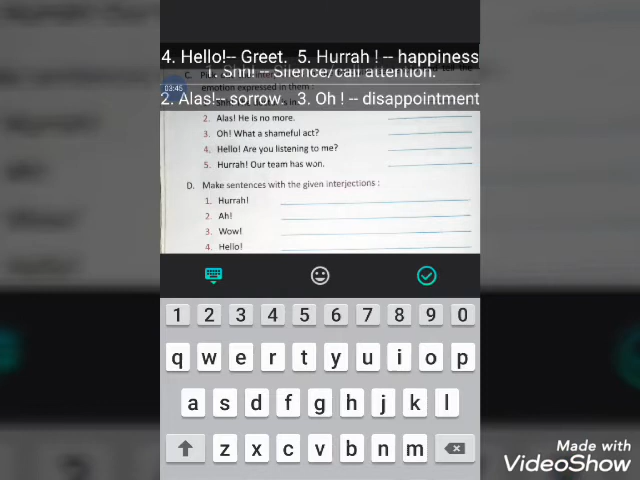 4. Hello!-- Greet. 5. Hurrah ! -- happiness
1. Shh! -- Silence/call attention.
C.
emotion expressed in them :
03:45
2. Alas!-- sorrow. 3. Oh ! -- disappointment
2. Alas! He is no more.
3. Oh! What a shameful act?
4. Hello! Are you listening to me?
5. Hurrah! Our team has won.
D. Make sentences with the given interjections :
1. Hurrah!
2. Ah!
3. Wow!
4. Hello!
1 2 3 4 5 6 7 8 9 0
q w e r t y u i o p
a s d f g h j k l
z x c v b n m
Made with
VideoShow